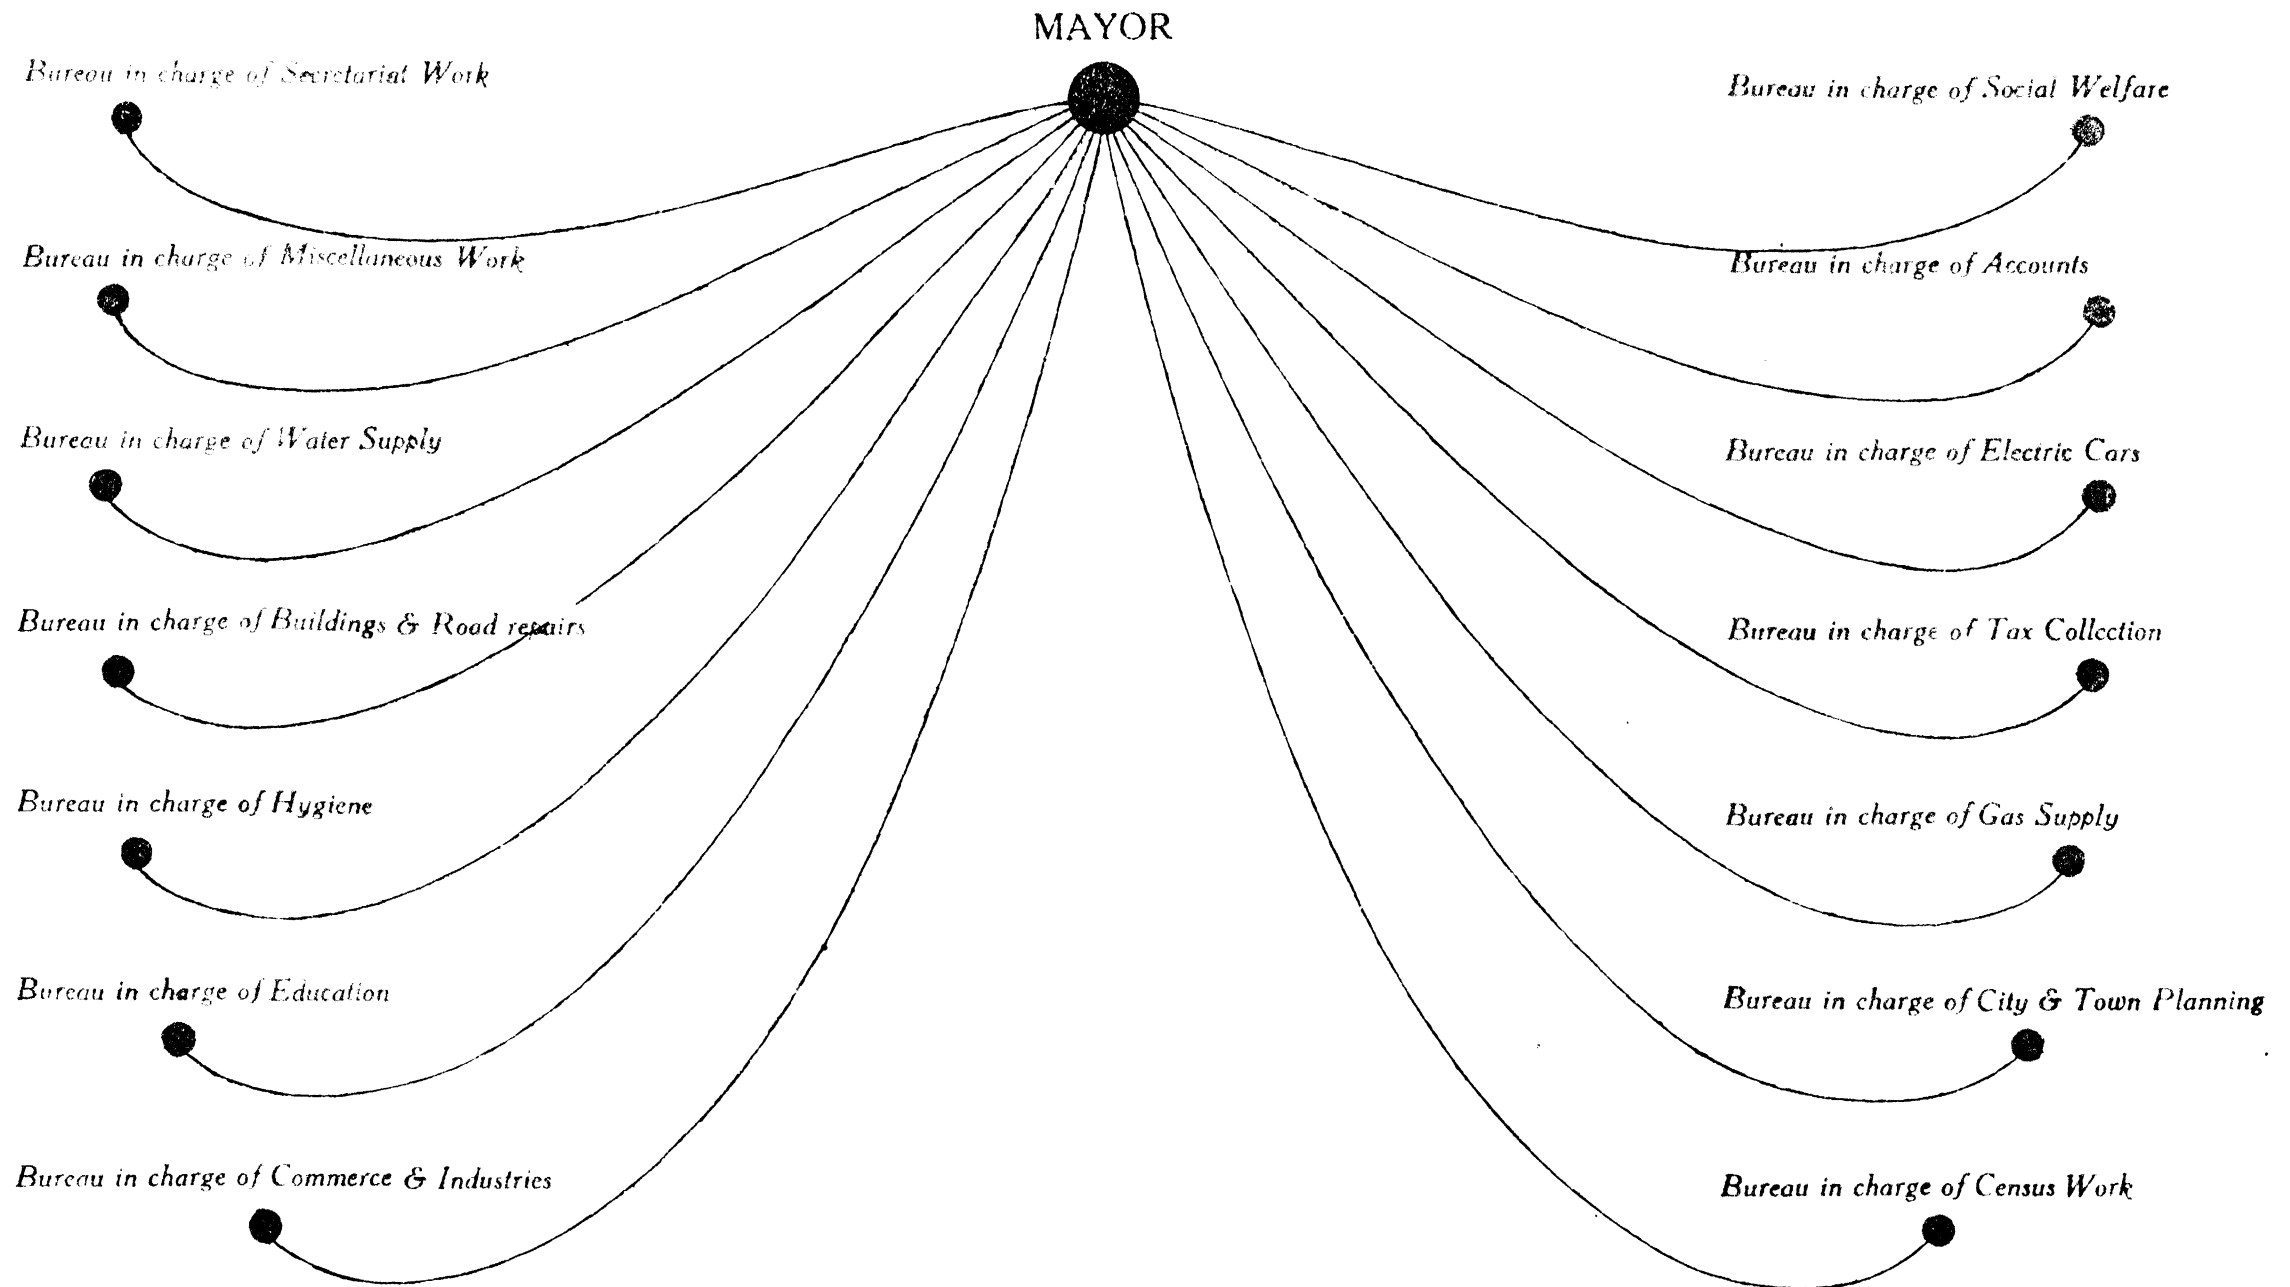 MAYOR
Bureau in charge of Secretarial Work
Bureau in charge of Miscellaneous Work
Bureau in charge of Water Supply
Bureau in charge of Buildings & Road repairs
Bureau in charge of Hygiene
Bureau in charge of Education
Bureau in charge of Commerce & Industries
Bureau in charge of Social Welfare
Bureau in charge of Accounts
Bureau in charge of Electric Cars
Bureau in charge of Tax Collection
Bureau in charge of Gas Supply
Bureau in charge of City & Town Planning
Bureau in charge of Census Work